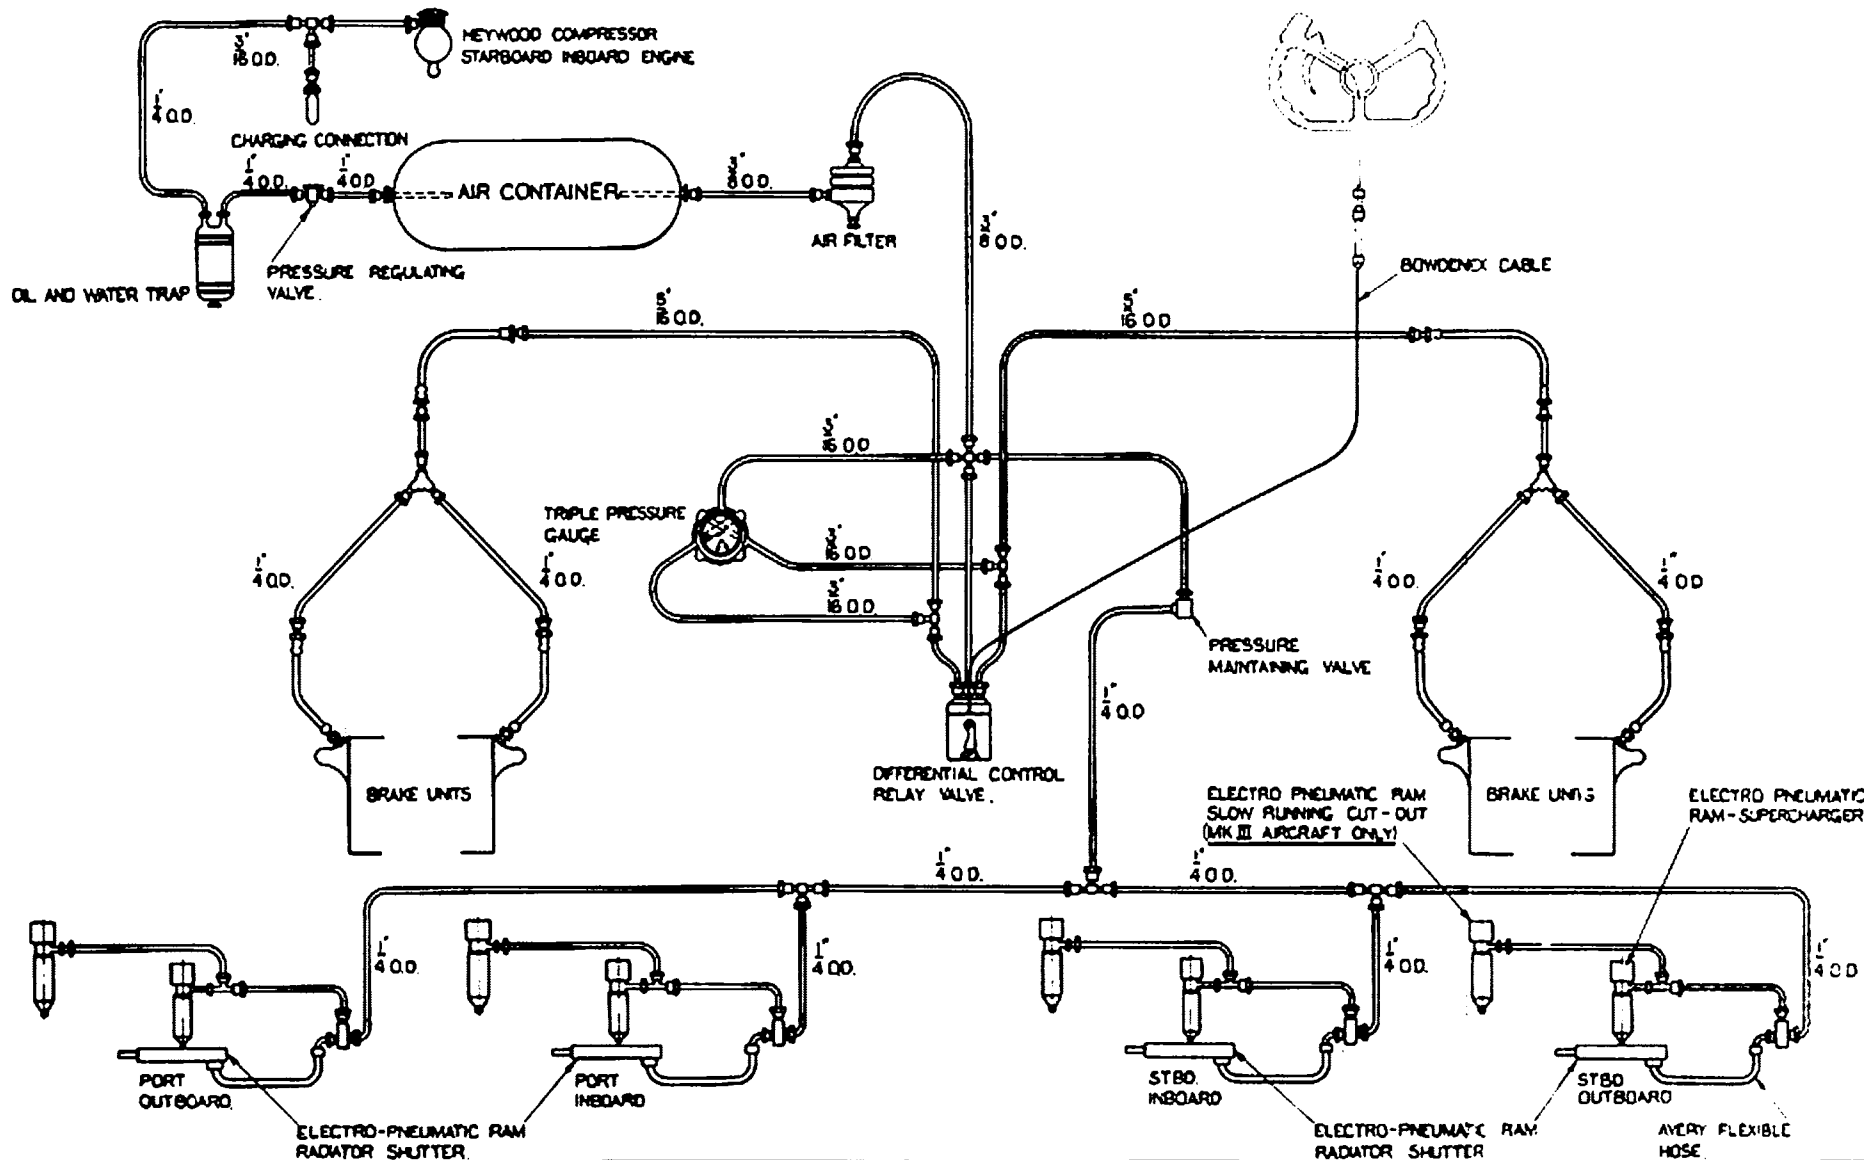 HEYWOOD COMPRESSOR
STARBOARD INBOARD ENGINE
3/16" O.D.
1/4" O.D.
CHARGING CONNECTION
1/4" O.D.
1/4" O.D.
AIR CONTAINER
3/8" O.D.
AIR FILTER
3/8" O.D.
BOWDENEX CABLE
PRESSURE REGULATING
VALVE.
OIL AND WATER TRAP
5/16" O.D.
5/16" O.D
3/16" O.D
TRIPLE PRESSURE
GAUGE
3/16" O.D
3/16" O.D.
1/4" O.D.
1/4" O.D.
1/4" O.D.
1/4" O.D
PRESSURE
MAINTAINING VALVE
1/4" O.D
DIFFERENTIAL CONTROL
RELAY VALVE.
BRAKE UNITS
ELECTRO PNEUMATIC RAM
SLOW RUNNING CUT-OUT
(MK III AIRCRAFT ONLY)
BRAKE UNITS
ELECTRO PNEUMATIC
RAM-SUPERCHARGER
1/4" O.D.
1/4" O.D.
1/4" O.D.
1/4" O.D.
1/4" O.D.
1/4" O.D
PORT
OUTBOARD.
PORT
INBOARD
STBD.
INBOARD
STBD
OUTBOARD
ELECTRO-PNEUMATIC RAM
RADIATOR SHUTTER.
ELECTRO-PNEUMATIC RAM
RADIATOR SHUTTER
AVERY FLEXIBLE
HOSE